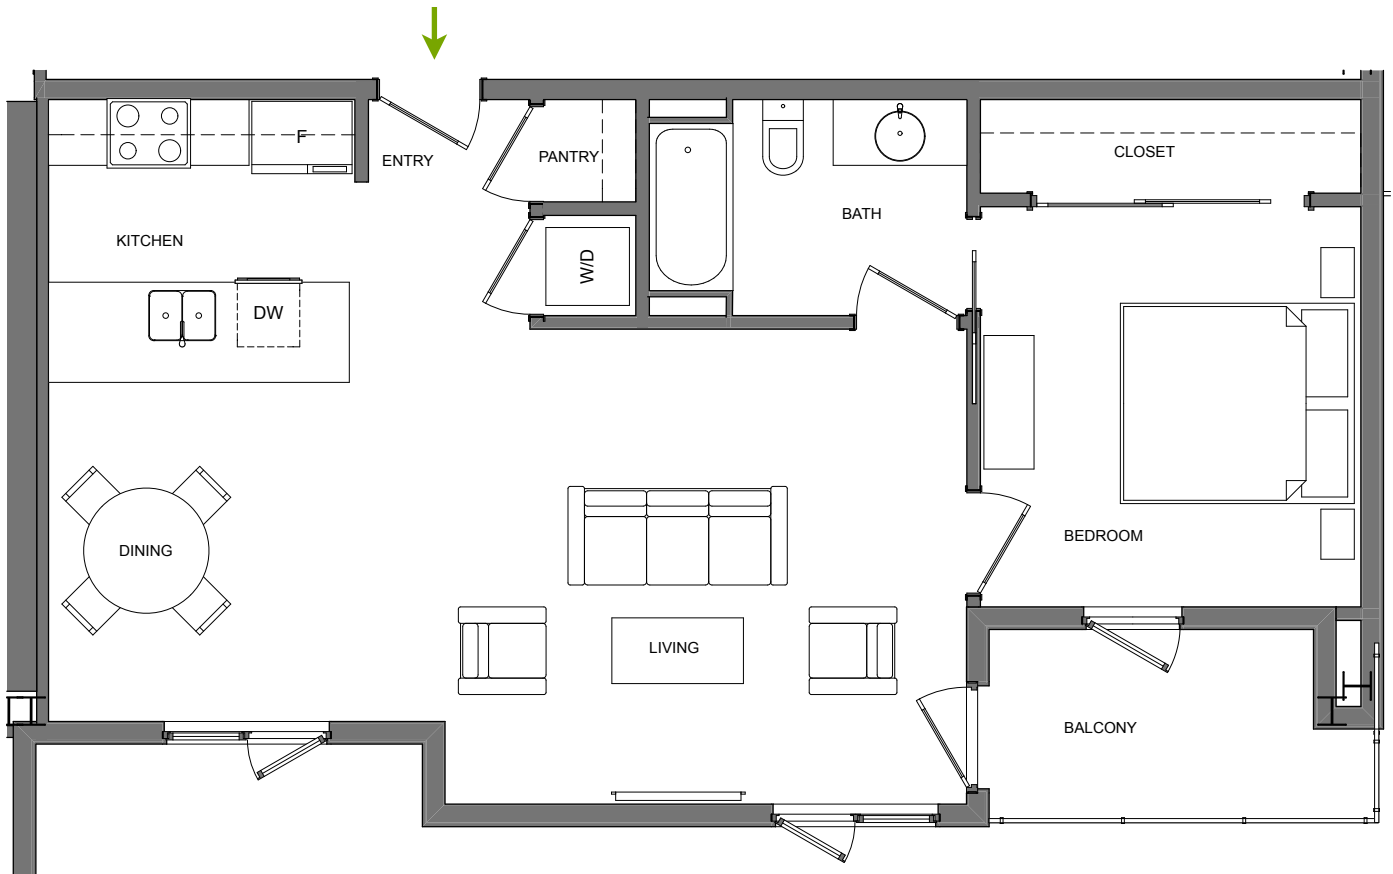 F
ENTRY
PANTRY
CLOSET
BATH
KITCHEN
W/D
DW
BEDROOM
DINING
LIVING
BALCONY